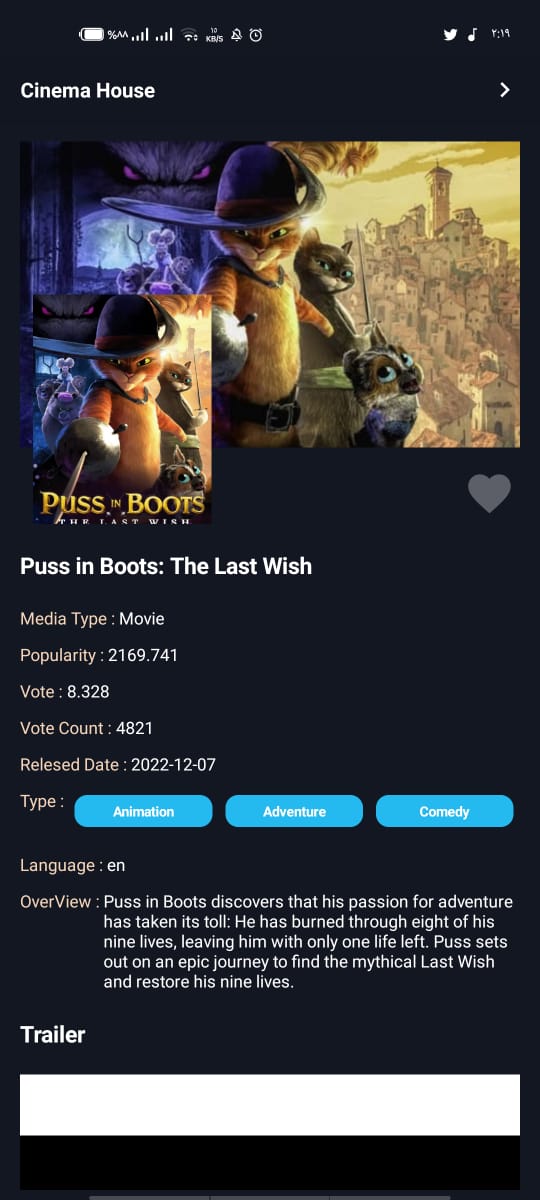 %٨٨ ١٥ KB/S ٢:١٩
Cinema House
PUSS IN BOOTS
THE LAST WISH
Puss in Boots: The Last Wish
Media Type : Movie
Popularity : 2169.741
Vote : 8.328
Vote Count : 4821
Relesed Date : 2022-12-07
Type : Animation Adventure Comedy
Language : en
OverView : Puss in Boots discovers that his passion for adventure
has taken its toll: He has burned through eight of his
nine lives, leaving him with only one life left. Puss sets
out on an epic journey to find the mythical Last Wish
and restore his nine lives.
Trailer